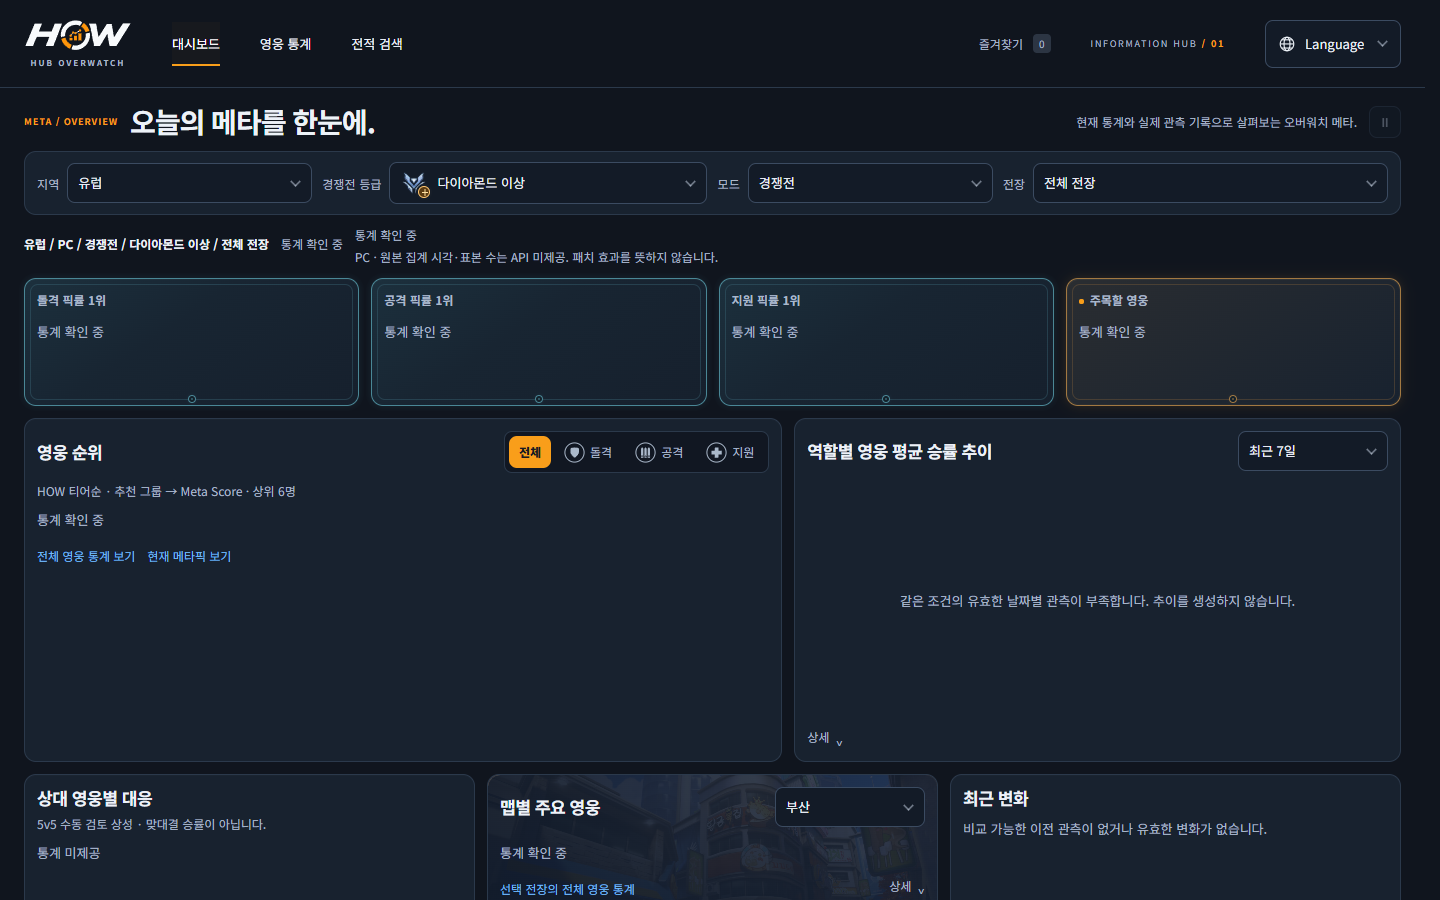 HOW
HUB OVERWATCH
대시보드
영웅 통계
전적 검색
즐겨찾기 0
INFORMATION HUB / 01
Language
META / OVERVIEW
오늘의 메타를 한눈에.
현재 통계와 실제 관측 기록으로 살펴보는 오버워치 메타.
지역
유럽
경쟁전 등급
다이아몬드 이상
모드
경쟁전
전장
전체 전장
유럽 / PC / 경쟁전 / 다이아몬드 이상 / 전체 전장
통계 확인 중
통계 확인 중
PC · 원본 집계 시각·표본 수는 API 미제공. 패치 효과를 뜻하지 않습니다.
돌격 픽률 1위
통계 확인 중
공격 픽률 1위
통계 확인 중
지원 픽률 1위
통계 확인 중
주목할 영웅
통계 확인 중
영웅 순위
전체
돌격
공격
지원
HOW 티어순 · 추천 그룹 → Meta Score · 상위 6명
통계 확인 중
전체 영웅 통계 보기
현재 메타픽 보기
역할별 영웅 평균 승률 추이
최근 7일
같은 조건의 유효한 날짜별 관측이 부족합니다. 추이를 생성하지 않습니다.
상세
상대 영웅별 대응
5v5 수동 검토 상성 · 맞대결 승률이 아닙니다.
통계 미제공
맵별 주요 영웅
부산
통계 확인 중
선택 전장의 전체 영웅 통계
상세
최근 변화
비교 가능한 이전 관측이 없거나 유효한 변화가 없습니다.